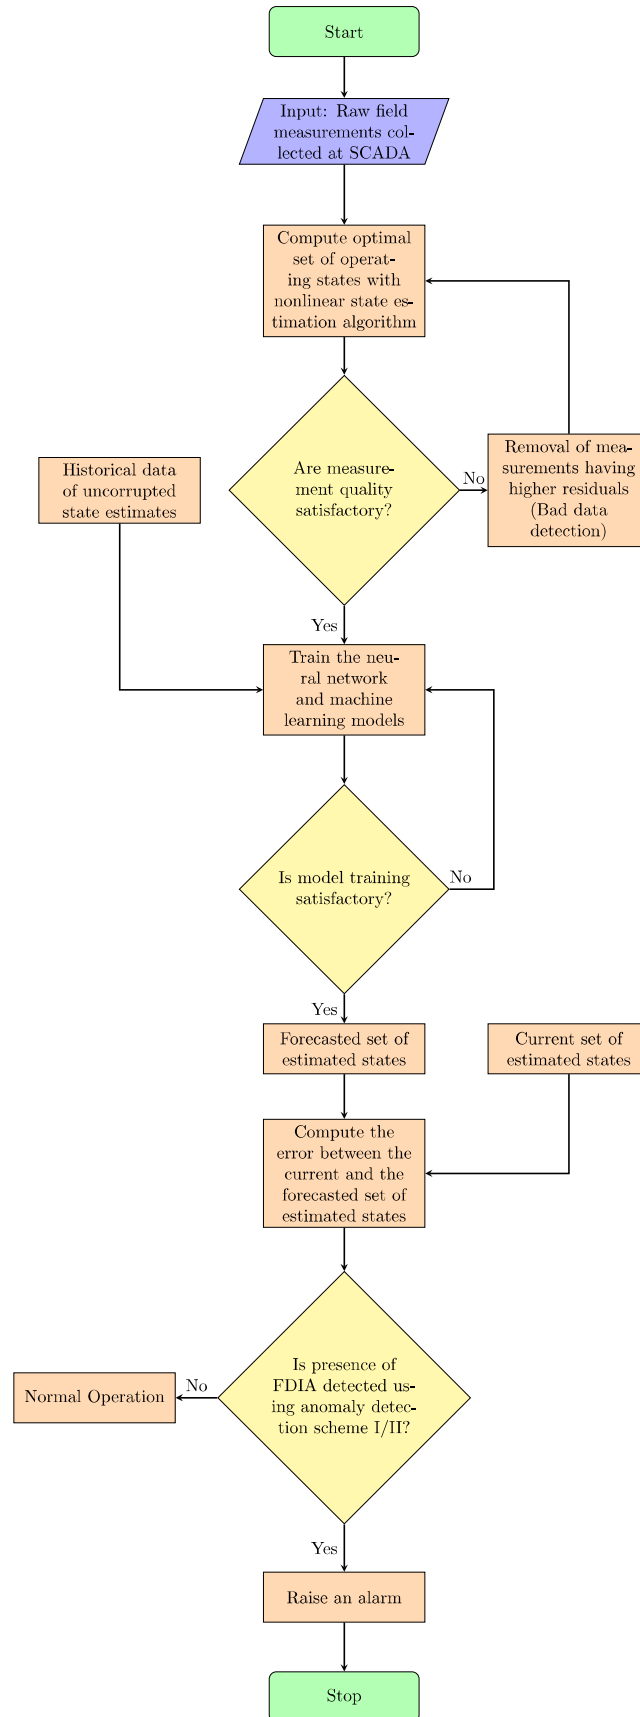 Start
Input: Raw field
measurements col-
lected at SCADA
Compute optimal
set of operat-
ing states with
nonlinear state es-
timation algorithm
Are measure-
ment quality
satisfactory?
No
Removal of mea-
surements having
higher residuals
(Bad data
detection)
Historical data
of uncorrupted
state estimates
Yes
Train the neu-
ral network
and machine
learning models
Is model training
satisfactory?
No
Yes
Forecasted set of
estimated states
Current set of
estimated states
Compute the
error between the
current and the
forecasted set of
estimated states
Is presence of
FDIA detected us-
ing anomaly detec-
tion scheme I/II?
No
Normal Operation
Yes
Raise an alarm
Stop